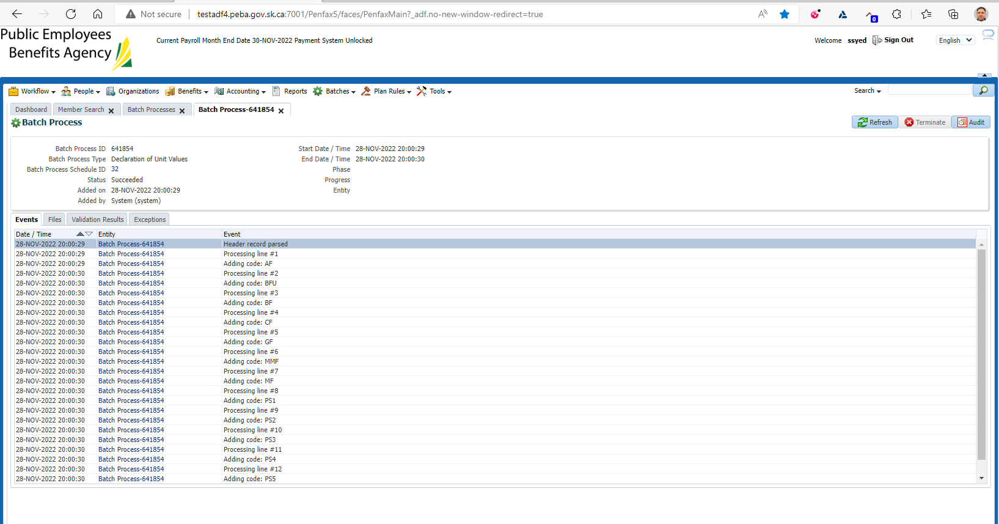 Not secure testadf4.peba.gov.sk.ca:7001/Penfax5/faces/PenfaxMain?_adf.no-new-window-redirect=true
0
Public Employees
Benefits Agency
Current Payroll Month End Date 30-NOV-2022 Payment System Unlocked
Welcome ssyed Sign Out English
Workflow People Organizations Benefits Accounting Reports Batches Plan Rules Tools Search
Dashboard Member Search Batch Processes Batch Process-641854
Batch Process
Refresh Terminate Audit
Batch Process ID 641854 Start Date / Time 28-NOV-2022 20:00:29
Batch Process Type Declaration of Unit Values End Date / Time 28-NOV-2022 20:00:30
Batch Process Schedule ID 32 Phase
Status Succeeded Progress
Added on 28-NOV-2022 20:00:29 Entity
Added by System (system)
Events Files Validation Results Exceptions
Date / Time Entity Event
28-NOV-2022 20:00:29 Batch Process-641854 Header record parsed
28-NOV-2022 20:00:29 Batch Process-641854 Processing line #1
28-NOV-2022 20:00:29 Batch Process-641854 Adding code: AF
28-NOV-2022 20:00:30 Batch Process-641854 Processing line #2
28-NOV-2022 20:00:30 Batch Process-641854 Adding code: BFU
28-NOV-2022 20:00:30 Batch Process-641854 Processing line #3
28-NOV-2022 20:00:30 Batch Process-641854 Adding code: BF
28-NOV-2022 20:00:30 Batch Process-641854 Processing line #4
28-NOV-2022 20:00:30 Batch Process-641854 Adding code: CF
28-NOV-2022 20:00:30 Batch Process-641854 Processing line #5
28-NOV-2022 20:00:30 Batch Process-641854 Adding code: GF
28-NOV-2022 20:00:30 Batch Process-641854 Processing line #6
28-NOV-2022 20:00:30 Batch Process-641854 Adding code: MMF
28-NOV-2022 20:00:30 Batch Process-641854 Processing line #7
28-NOV-2022 20:00:30 Batch Process-641854 Adding code: MF
28-NOV-2022 20:00:30 Batch Process-641854 Processing line #8
28-NOV-2022 20:00:30 Batch Process-641854 Adding code: PS1
28-NOV-2022 20:00:30 Batch Process-641854 Processing line #9
28-NOV-2022 20:00:30 Batch Process-641854 Adding code: PS2
28-NOV-2022 20:00:30 Batch Process-641854 Processing line #10
28-NOV-2022 20:00:30 Batch Process-641854 Adding code: PS3
28-NOV-2022 20:00:30 Batch Process-641854 Processing line #11
28-NOV-2022 20:00:30 Batch Process-641854 Adding code: PS4
28-NOV-2022 20:00:30 Batch Process-641854 Processing line #12
28-NOV-2022 20:00:30 Batch Process-641854 Adding code: PS5